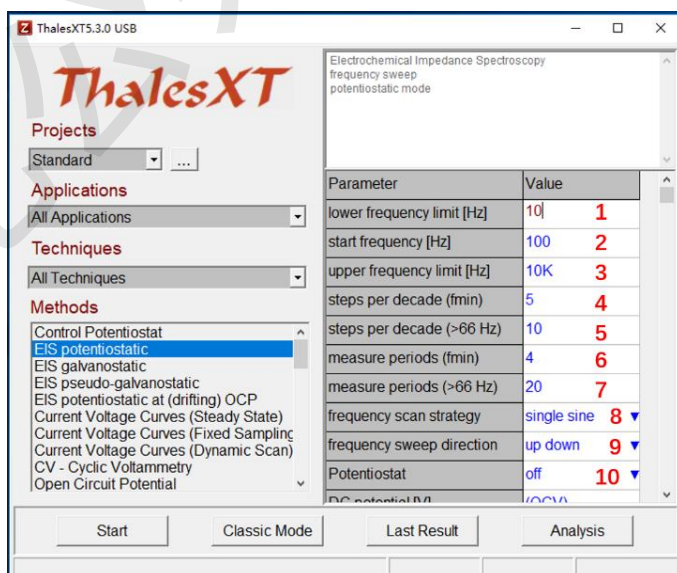 ThalesXT5.3.0 USB
ThalesXT
Projects
Standard
...
Applications
All Applications
Techniques
All Techniques
Methods
Control Potentiostat
EIS potentiostatic
EIS galvanostatic
EIS pseudo-galvanostatic
EIS potentiostatic at (drifting) OCP
Current Voltage Curves (Steady State)
Current Voltage Curves (Fixed Sampling
Current Voltage Curves (Dynamic Scan)
CV - Cyclic Voltammetry
Open Circuit Potential
Electrochemical Impedance Spectroscopy
frequency sweep
potentiostatic mode
Parameter Value
lower frequency limit [Hz] 10 1
start frequency [Hz] 100 2
upper frequency limit [Hz] 10K 3
steps per decade (fmin) 5 4
steps per decade (>66 Hz) 10 5
measure periods (fmin) 4 6
measure periods (>66 Hz) 20 7
frequency scan strategy single sine 8
frequency sweep direction up down 9
Potentiostat off 10
DC potential [V] (OCV)
Start Classic Mode Last Result Analysis